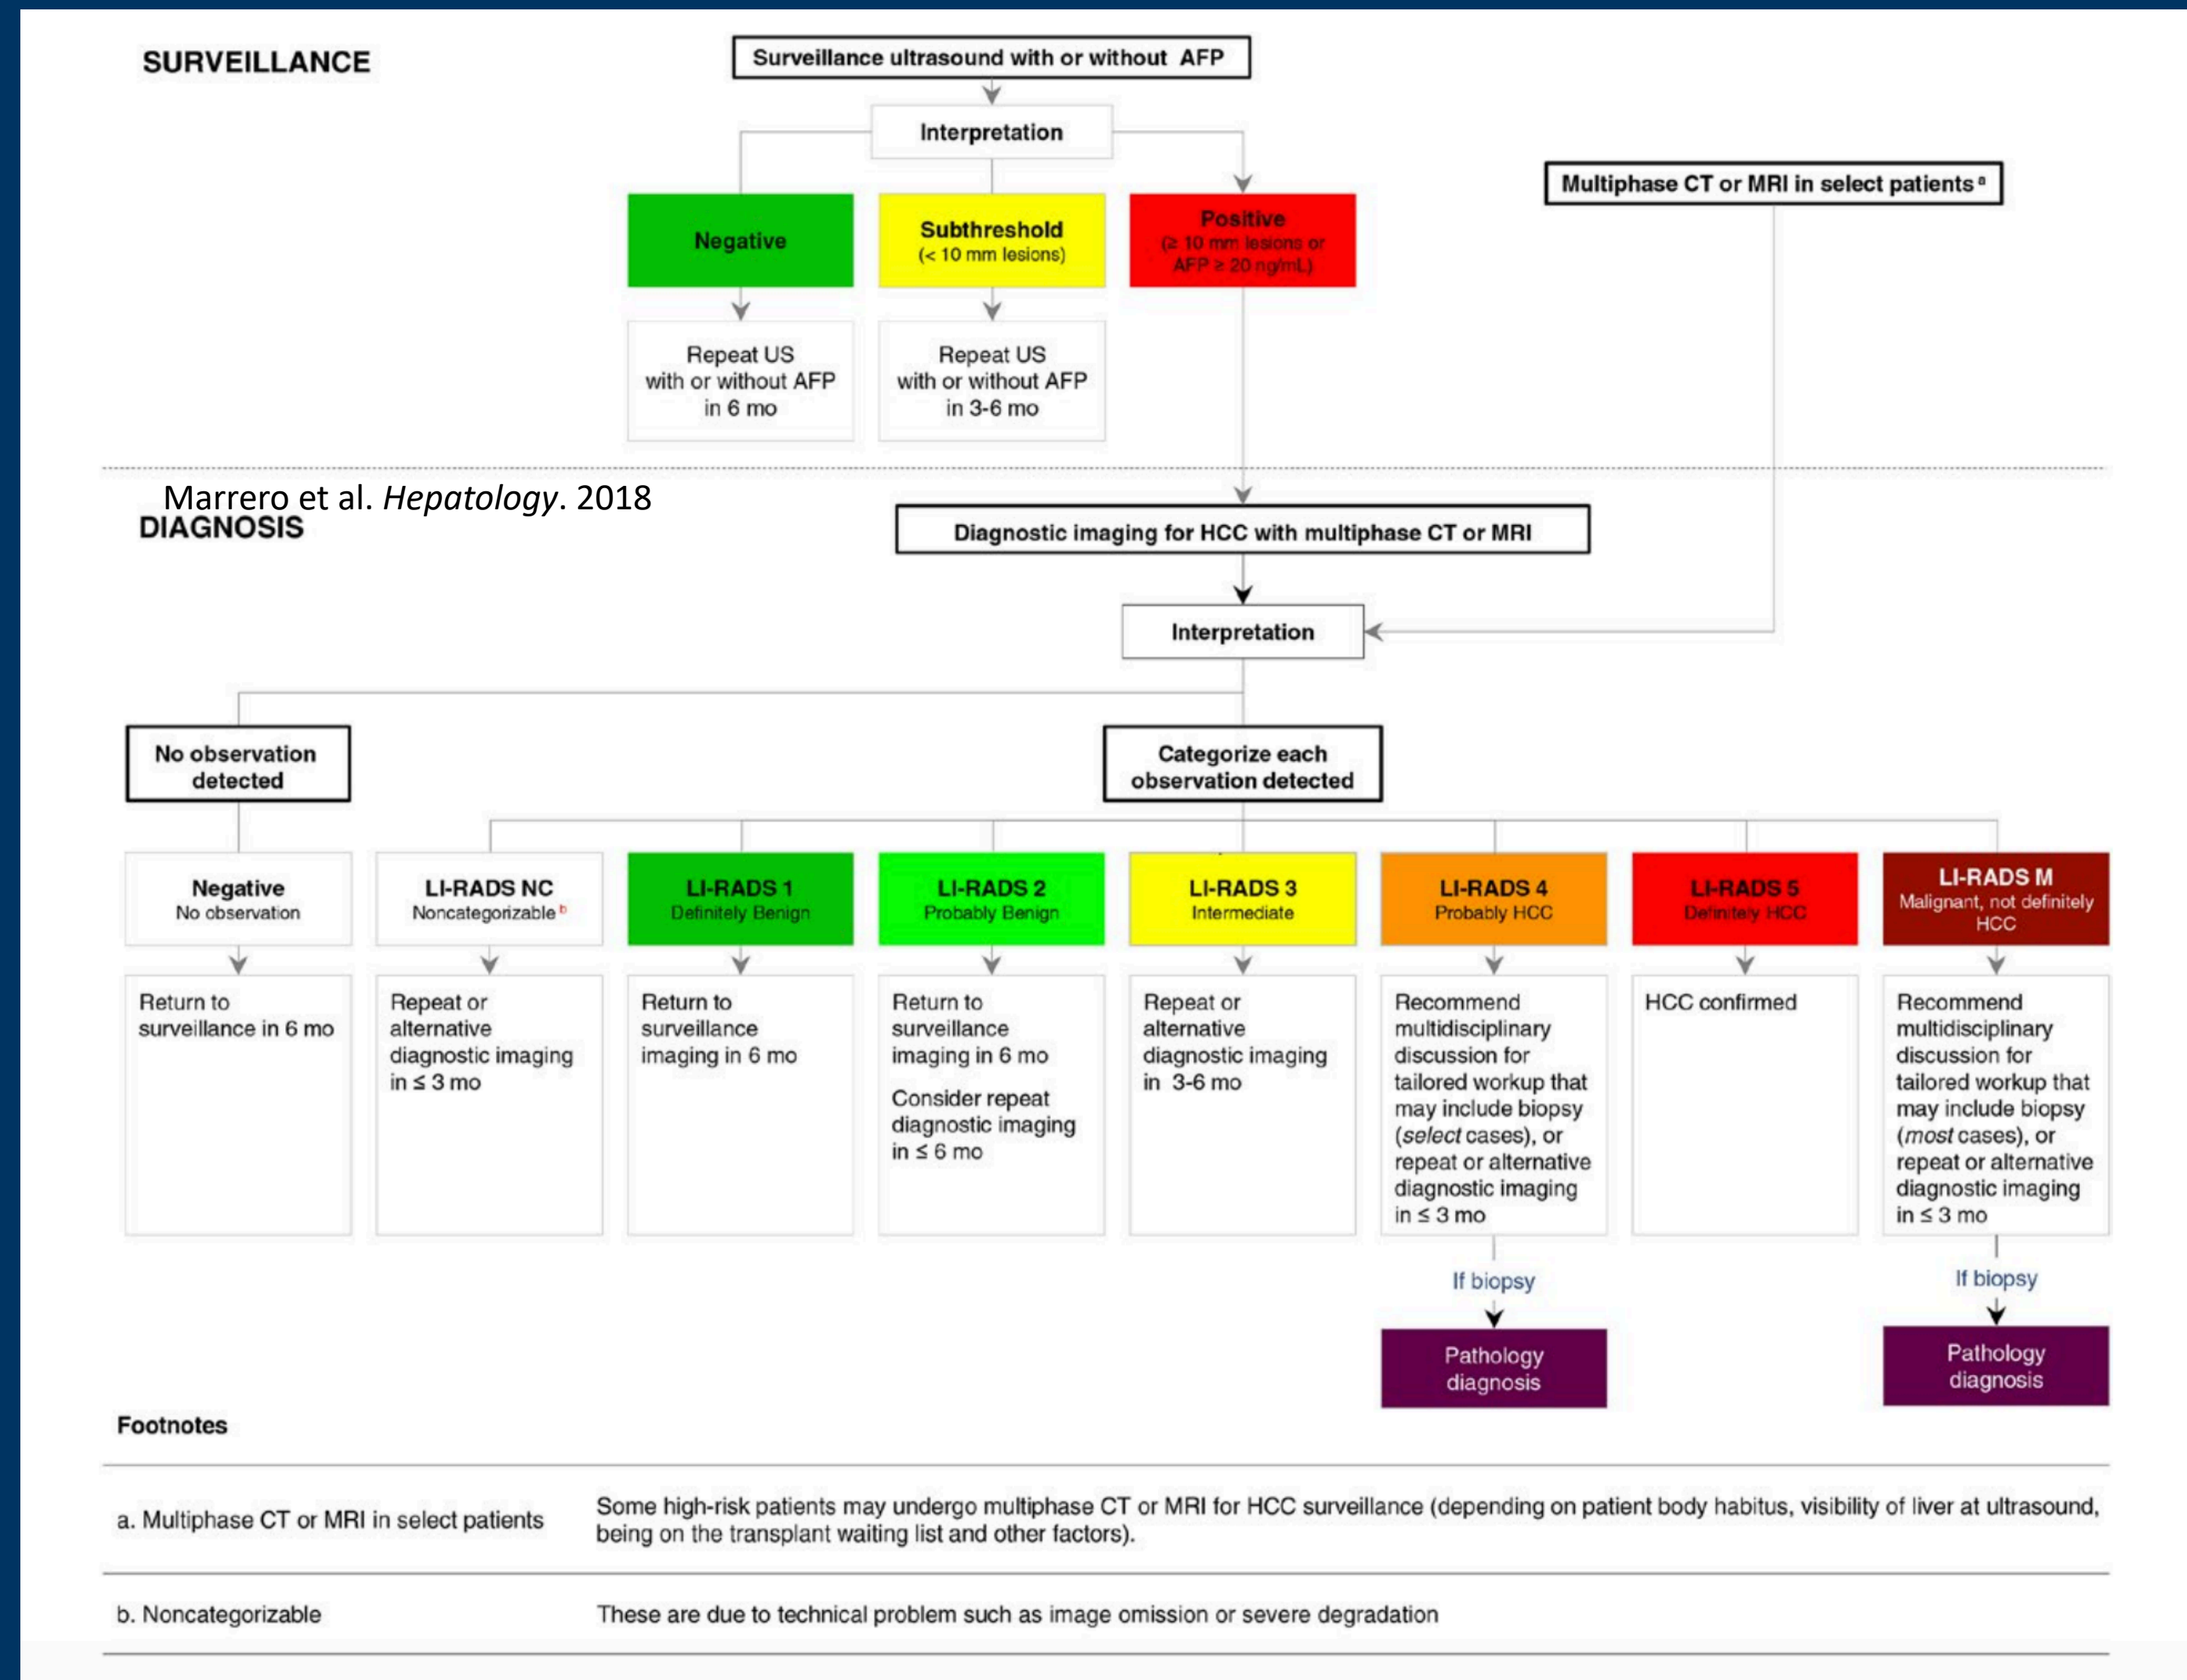 SURVEILLANCE
Surveillance ultrasound with or without AFP
Interpretation
Multiphase CT or MRI in select patients a
Negative
Subthreshold
(< 10 mm lesions)
Positive
(≥ 10 mm lesions or
AFP ≥ 20 ng/mL)
Repeat US
with or without AFP
in 6 mo
Repeat US
with or without AFP
in 3-6 mo
Marrero et al. Hepatology. 2018
DIAGNOSIS
Diagnostic imaging for HCC with multiphase CT or MRI
Interpretation
No observation
detected
Categorize each
observation detected
Negative
No observation
LI-RADS NC
Noncategorizable b
LI-RADS 1
Definitely Benign
LI-RADS 2
Probably Benign
LI-RADS 3
Intermediate
LI-RADS 4
Probably HCC
LI-RADS 5
Definitely HCC
LI-RADS M
Malignant, not definitely
HCC
Return to
surveillance in 6 mo
Repeat or
alternative
diagnostic imaging
in ≤ 3 mo
Return to
surveillance
imaging in 6 mo
Return to
surveillance
imaging in 6 mo
Consider repeat
diagnostic imaging
in ≤ 6 mo
Repeat or
alternative
diagnostic imaging
in 3-6 mo
Recommend
multidisciplinary
discussion for
tailored workup that
may include biopsy
(select cases), or
repeat or alternative
diagnostic imaging
in ≤ 3 mo
HCC confirmed
Recommend
multidisciplinary
discussion for
tailored workup that
may include biopsy
(most cases), or
repeat or alternative
diagnostic imaging
in ≤ 3 mo
If biopsy
If biopsy
Pathology
diagnosis
Pathology
diagnosis
Footnotes
a. Multiphase CT or MRI in select patients
Some high-risk patients may undergo multiphase CT or MRI for HCC surveillance (depending on patient body habitus, visibility of liver at ultrasound,
being on the transplant waiting list and other factors).
b. Noncategorizable
These are due to technical problem such as image omission or severe degradation